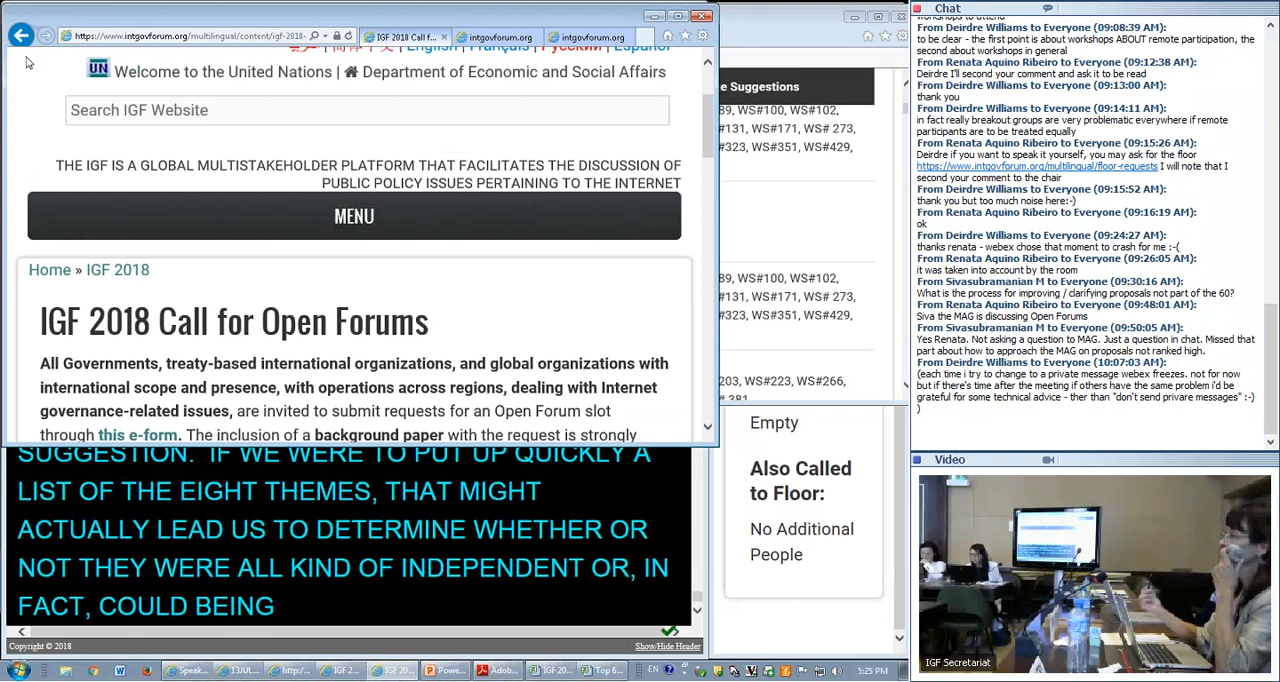 https://www.intgovforum.org/multilingual/content/igf-2018-
IGF 2018 Call f...
intgovforum.org
intgovforum.org
English | Français | Русский | Español
UN Welcome to the United Nations | Department of Economic and Social Affairs
Search IGF Website
THE IGF IS A GLOBAL MULTISTAKEHOLDER PLATFORM THAT FACILITATES THE DISCUSSION OF
PUBLIC POLICY ISSUES PERTAINING TO THE INTERNET
MENU
Home » IGF 2018
IGF 2018 Call for Open Forums
All Governments, treaty-based international organizations, and global organizations with
international scope and presence, with operations across regions, dealing with Internet
governance-related issues, are invited to submit requests for an Open Forum slot
through this e-form. The inclusion of a background paper with the request is strongly
SUGGESTION. IF WE WERE TO PUT UP QUICKLY A
LIST OF THE EIGHT THEMES, THAT MIGHT
ACTUALLY LEAD US TO DETERMINE WHETHER OR
NOT THEY WERE ALL KIND OF INDEPENDENT OR, IN
FACT, COULD BEING
Copyright © 2018
Show/Hide Header
e Suggestions
89, WS#100, WS#102,
#131, WS#171, WS# 273,
#323, WS#351, WS#429,
89, WS#100, WS#102,
#131, WS#171, WS# 273,
#323, WS#351, WS#429,
203, WS#223, WS#266,
# 381
Empty
Also Called
to Floor:
No Additional
People
Chat
workshops to attend
From Deirdre Williams to Everyone (09:08:39 AM):
to be clear - the first point is about workshops ABOUT remote participation, the
second about workshops in general
From Renata Aquino Ribeiro to Everyone (09:12:38 AM):
Deirdre I'll second your comment and ask it to be read
From Deirdre Williams to Everyone (09:13:00 AM):
thank you
From Deirdre Williams to Everyone (09:14:11 AM):
in fact really breakout groups are very problematic everywhere if remote
participants are to be treated equally
From Renata Aquino Ribeiro to Everyone (09:15:26 AM):
Deirdre if you want to speak it yourself, you may ask for the floor
https://www.intgovforum.org/multilingual/floor-requests I will note that I
second your comment to the chair
From Deirdre Williams to Everyone (09:15:52 AM):
thank you but too much noise here:-)
From Renata Aquino Ribeiro to Everyone (09:16:19 AM):
ok
From Deirdre Williams to Everyone (09:24:27 AM):
thanks renata - webex chose that moment to crash for me :-(
From Renata Aquino Ribeiro to Everyone (09:26:05 AM):
it was taken into account by the room
From Sivasubramanian M to Everyone (09:30:16 AM):
What is the process for improving / clarifying proposals not part of the 60?
From Renata Aquino Ribeiro to Everyone (09:48:01 AM):
Siva the MAG is discussing Open Forums
From Sivasubramanian M to Everyone (09:50:05 AM):
Yes Renata. Not asking a question to MAG. Just a question in chat. Missed that
part about how to approach the MAG on proposals not ranked high.
From Deirdre Williams to Everyone (10:07:03 AM):
(each time i try to change to a private message webex freezes. not for now
but if there's time after the meeting if others have the same problem i'd be
grateful for some technical advice - ther than "don't send prvare messages" :-)
)
Video
IGF Secretariat
Speak...
13JUL...
http:/...
IGF 2...
IGF 20...
Powe...
Adob...
IGF 20...
Top 6...
EN
5:25 PM